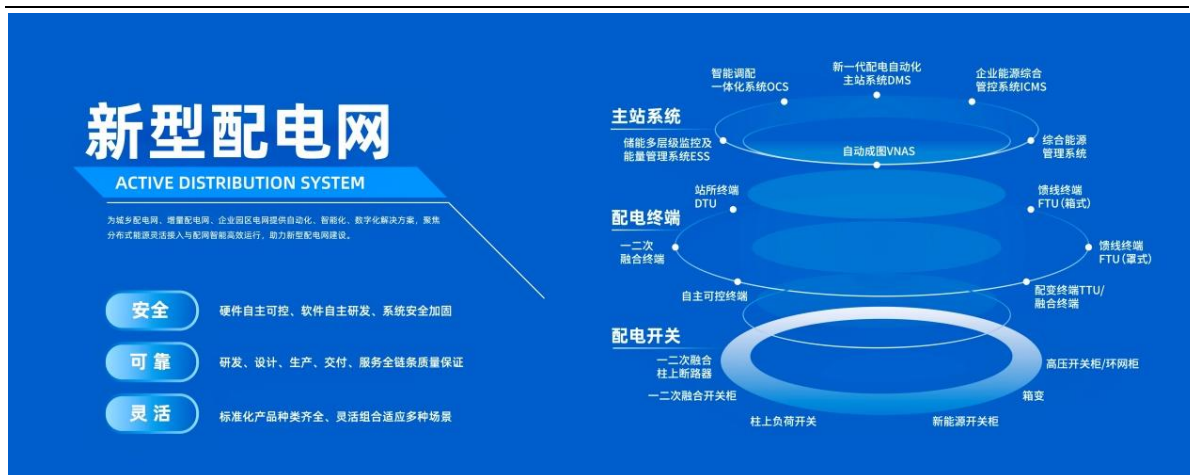 新型配电网
ACTIVE DISTRIBUTION SYSTEM
为城乡配电网、增量配电网、企业园区电网提供自动化、智能化、数字化解决方案，聚焦
分布式能源灵活接入与配网智能高效运行，助力新型配电网建设。
安全
硬件自主可控、软件自主研发、系统安全加固
可靠
研发、设计、生产、交付、服务全链条质量保证
灵活
标准化产品种类齐全、灵活组合适应多种场景
主站系统
智能调配
一体化系统OCS
新一代配电自动化
主站系统DMS
企业能源综合
管控系统ICMS
储能多层级监控及
能量管理系统ESS
自动成图VNAS
综合能源
管理系统
配电终端
站所终端
DTU
馈线终端
FTU(箱式)
一二次
融合终端
馈线终端
FTU(罩式)
自主可控终端
配变终端TTU/
融合终端
配电开关
一二次融合
柱上断路器
高压开关柜/环网柜
一二次融合开关柜
箱变
柱上负荷开关
新能源开关柜